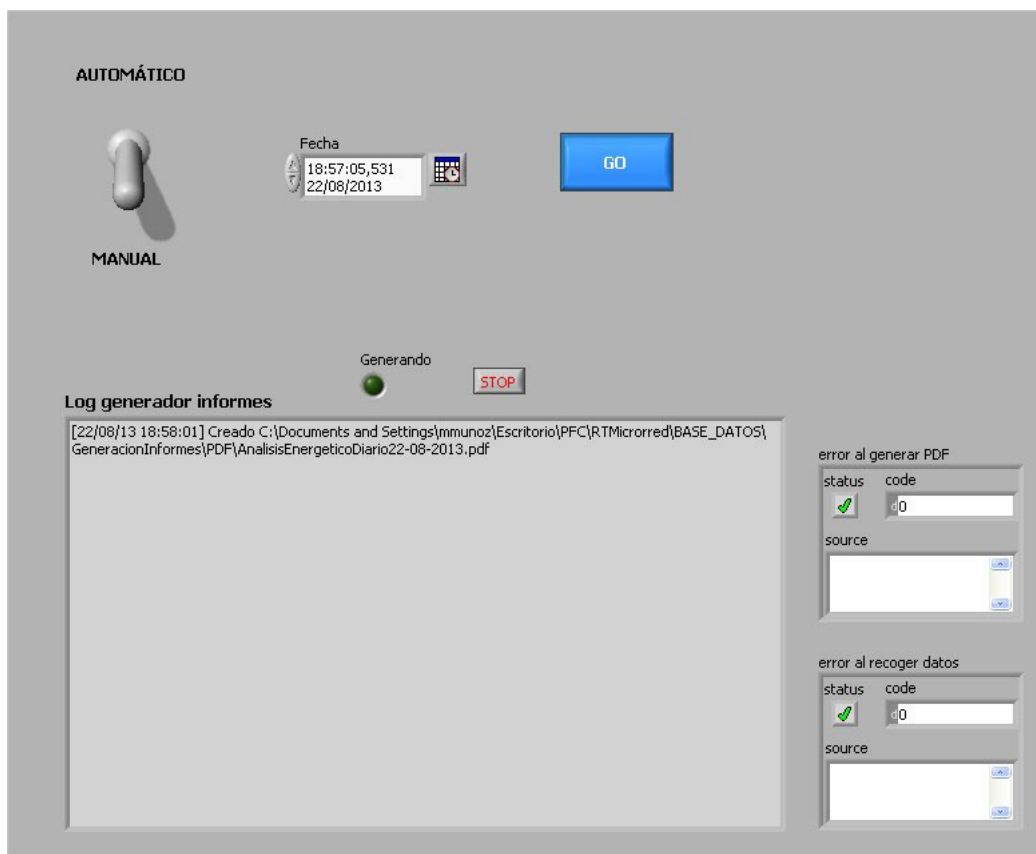 AUTOMÁTICO
Fecha
18:57:05,531
22/08/2013
GO
MANUAL
Generando
STOP
Log generador informes
[22/08/13 18:58:01] Creado C:\Documents and Settings\mmunoz\Escritorio\PFC\RTMicrorred\BASE_DATOS\
GeneracionInformes\PDF\AnalisisEnergeticoDiario22-08-2013.pdf
error al generar PDF
status code
d0
source
error al recoger datos
status code
d0
source